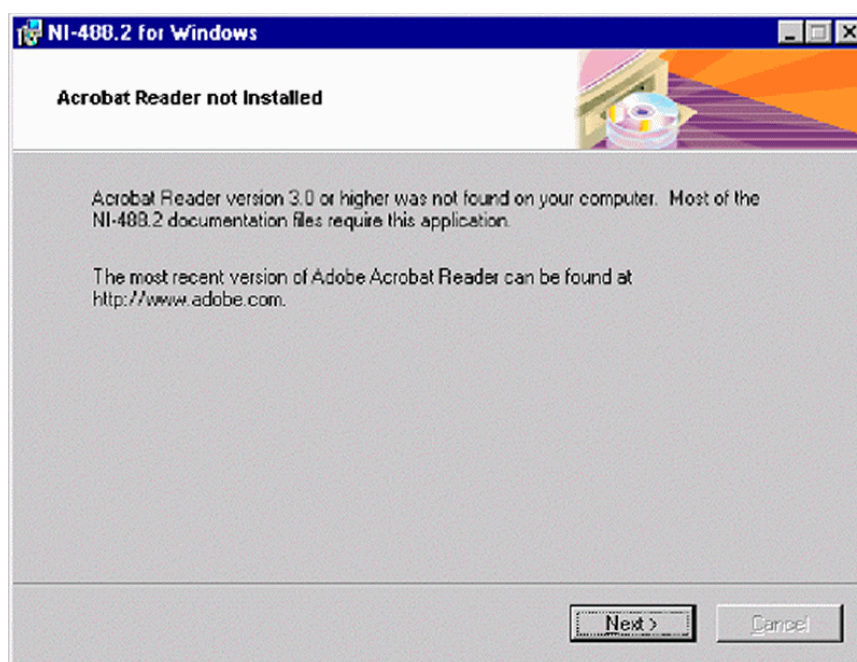 NI-488.2 for Windows
Acrobat Reader not Installed
Acrobat Reader version 3.0 or higher was not found on your computer.  Most of the
NI-488.2 documentation files require this application.
The most recent version of Adobe Acrobat Reader can be found at
http://www.adobe.com.
Next > Cancel